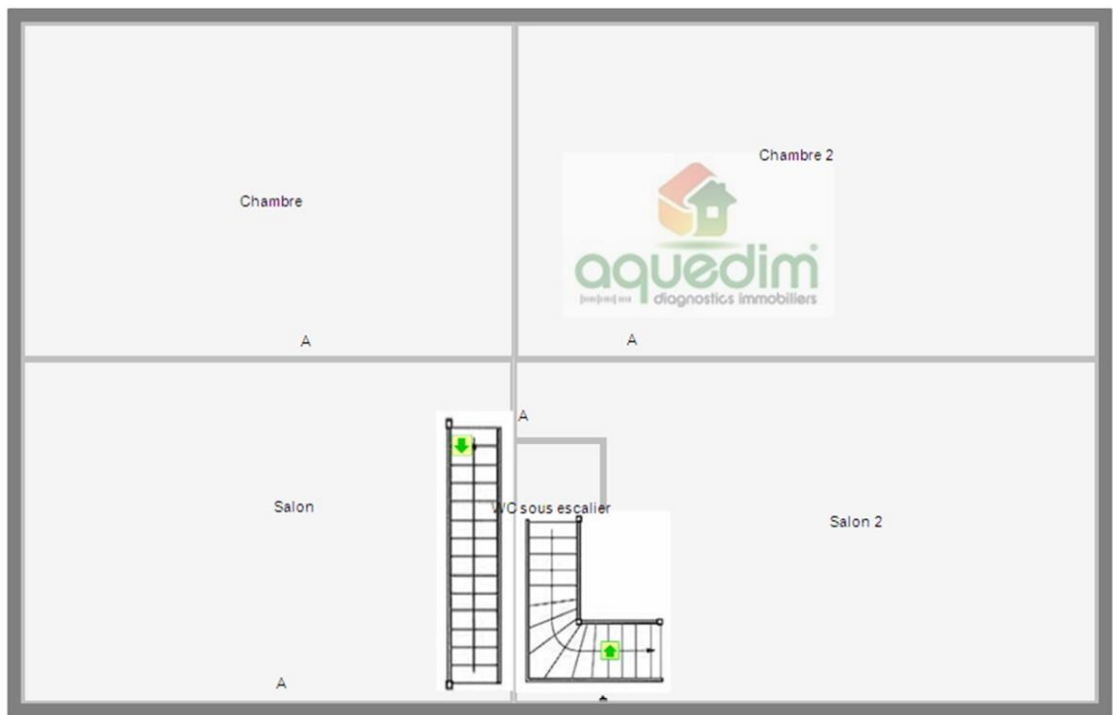 Chambre 2
Chambre
aquedim
diagnostics immobiliers
A
A
A
Salon
WC sous escalier
Salon 2
A